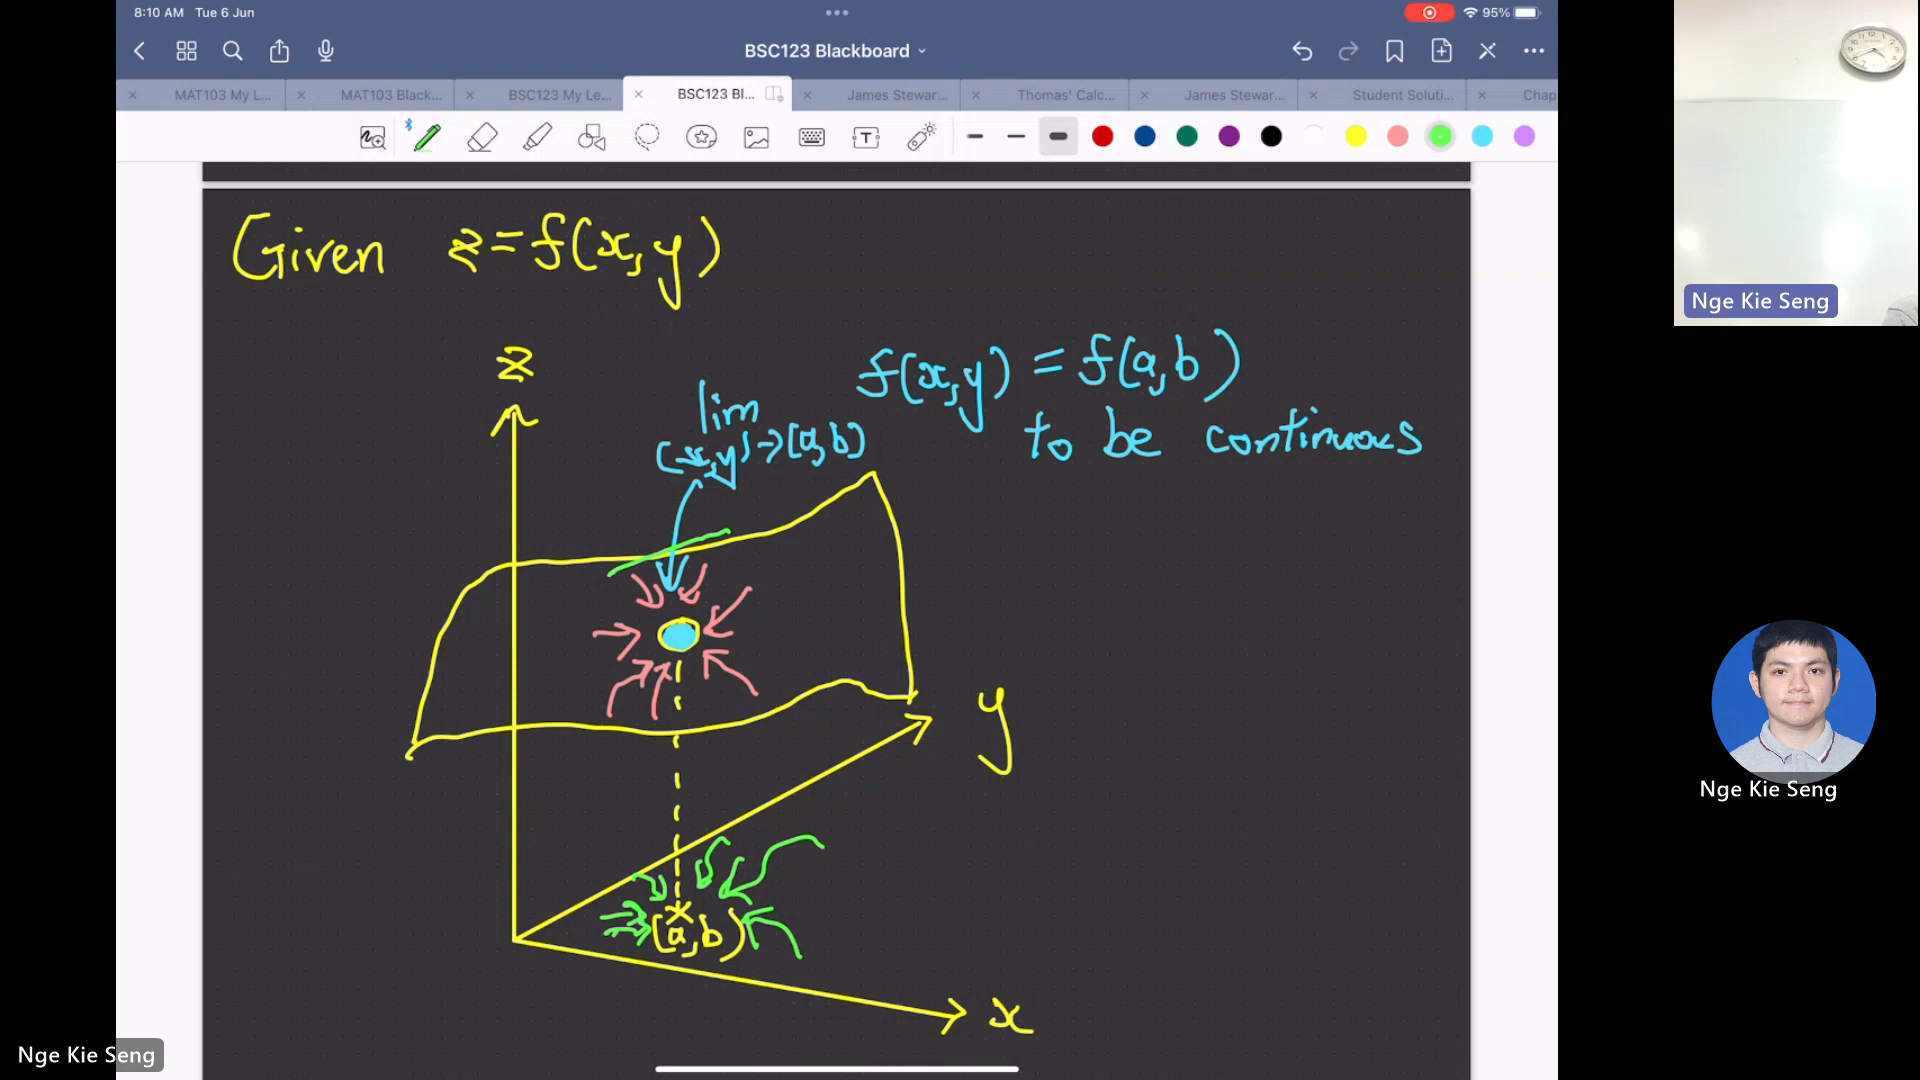 8:10 AM Tue 6 Jun
95%
BSC123 Blackboard
MAT103 My L...
MAT103 Black...
BSC123 My Le...
BSC123 Bl...
James Stewar...
Thomas' Calc...
James Stewar...
Student Soluti...
Chap
Given z=f(x,y)
z
lim f(x,y) = f(a,b)
(x,y)→(a,b) to be continuous
y
(a,b)
x
Nge Kie Seng
Nge Kie Seng
Nge Kie Seng